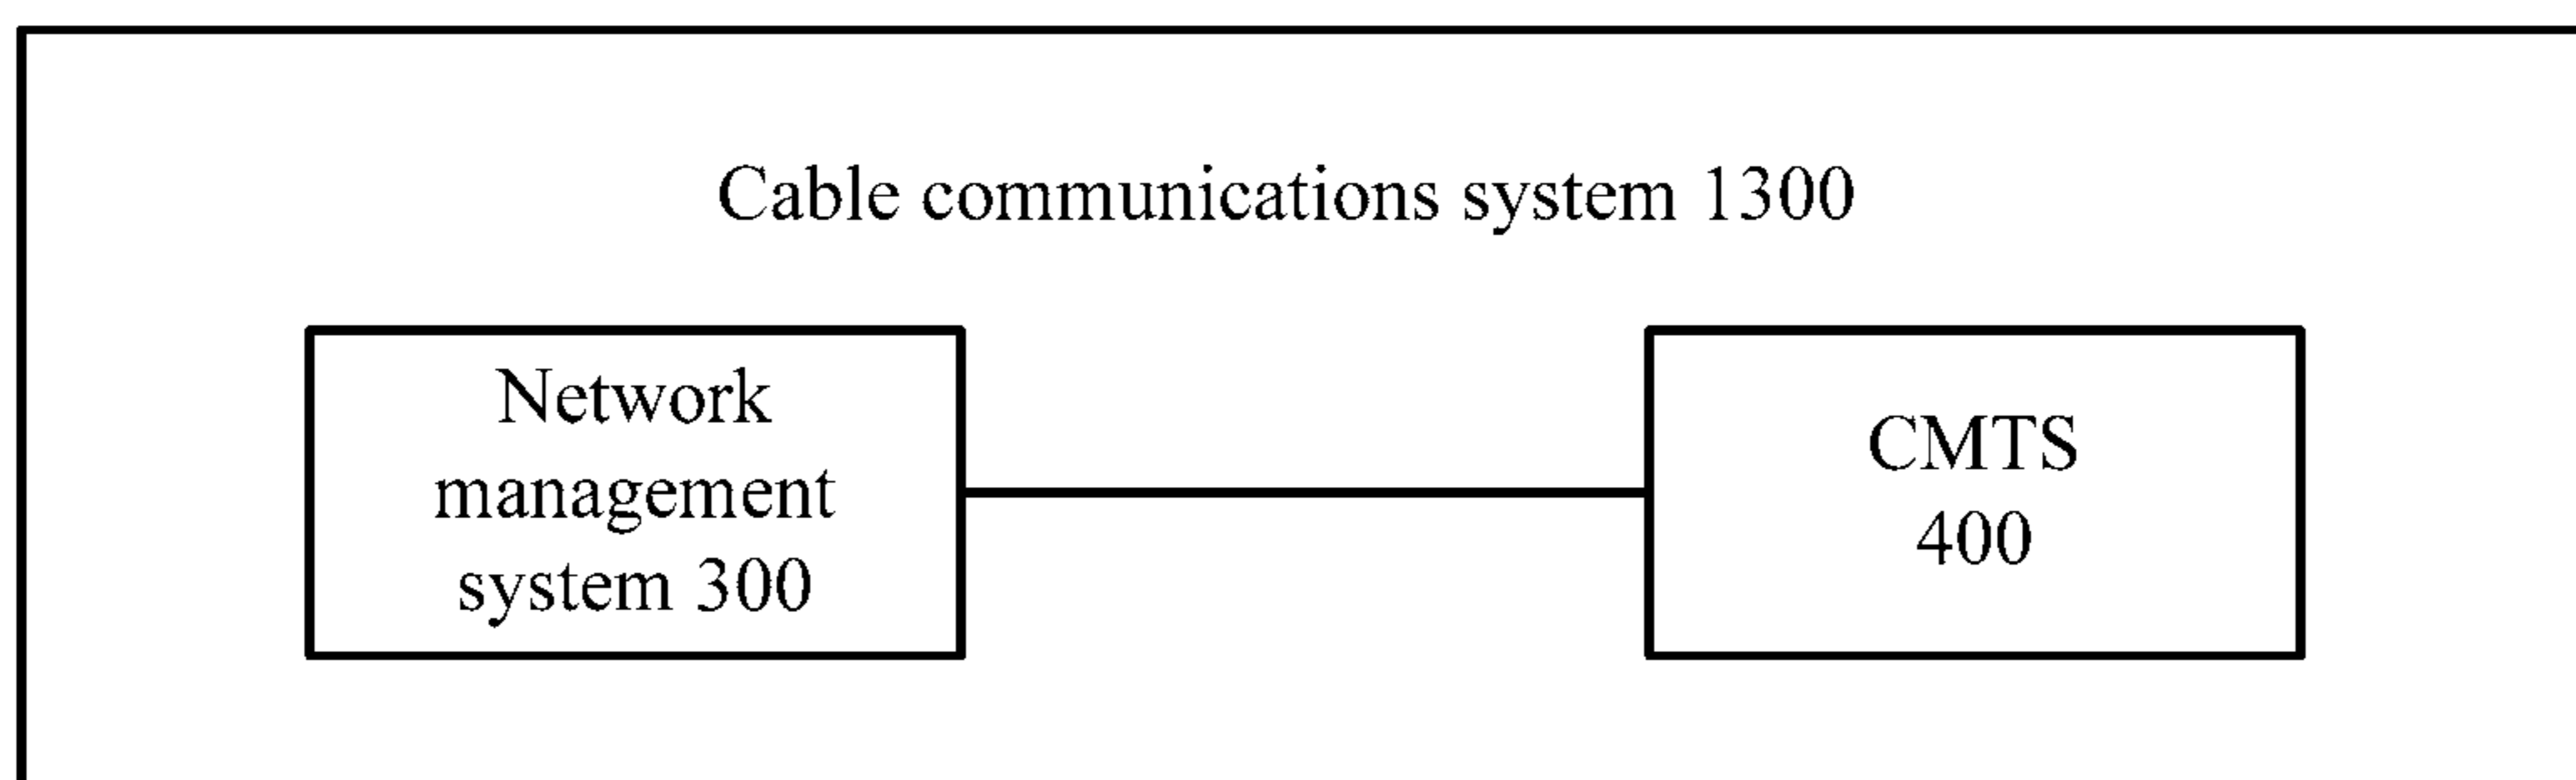 Cable communications system 1300
Network
management
system 300
CMTS
400